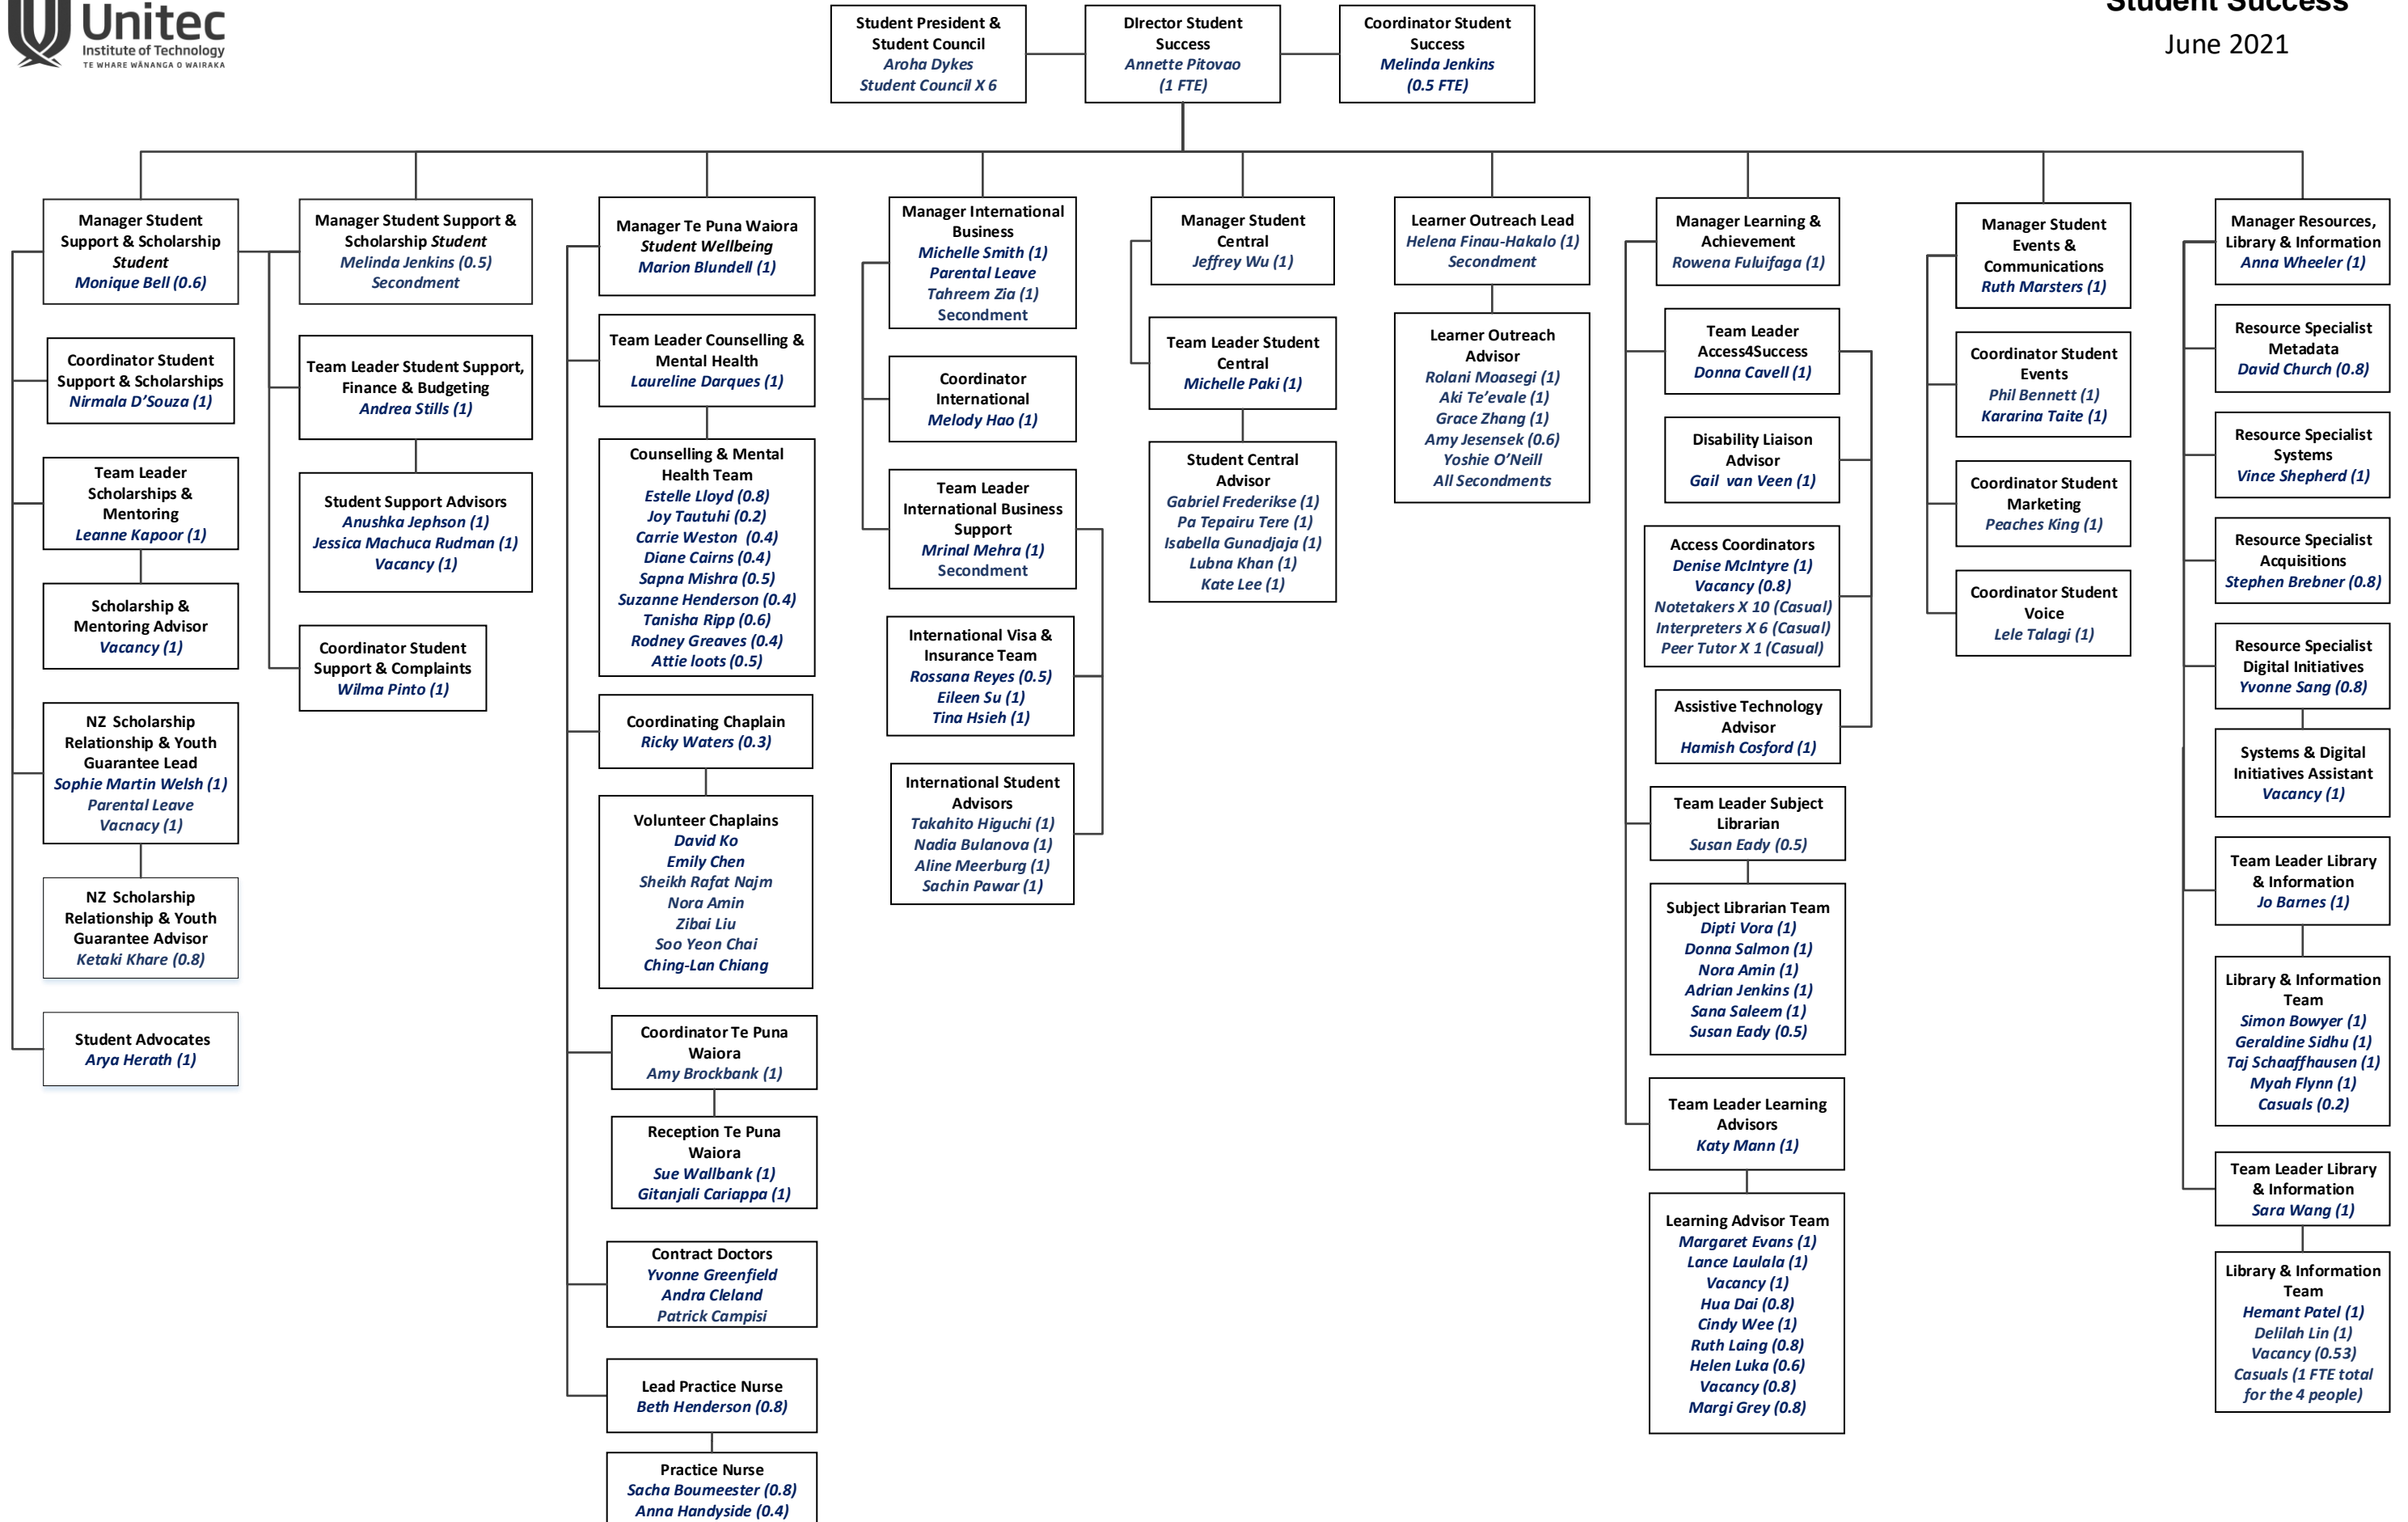 Unitec
Institute of Technology
TE WHARE WĀNANGA O WAIRAKA
Student Success
June 2021
Student President &
Student Council
Aroha Dykes
Student Council X 6
DIrector Student
Success
Annette Pitovao
(1 FTE)
Coordinator Student
Success
Melinda Jenkins
(0.5 FTE)
Manager Student
Support & Scholarship
Student
Monique Bell (0.6)
Coordinator Student
Support & Scholarships
Nirmala D’Souza (1)
Team Leader
Scholarships &
Mentoring
Leanne Kapoor (1)
Scholarship &
Mentoring Advisor
Vacancy (1)
NZ Scholarship
Relationship & Youth
Guarantee Lead
Sophie Martin Welsh (1)
Parental Leave
Vacnacy (1)
NZ Scholarship
Relationship & Youth
Guarantee Advisor
Ketaki Khare (0.8)
Student Advocates
Arya Herath (1)
Manager Student Support &
Scholarship Student
Melinda Jenkins (0.5)
Secondment
Team Leader Student Support,
Finance & Budgeting
Andrea Stills (1)
Student Support Advisors
Anushka Jephson (1)
Jessica Machuca Rudman (1)
Vacancy (1)
Coordinator Student
Support & Complaints
Wilma Pinto (1)
Manager Te Puna Waiora
Student Wellbeing
Marion Blundell (1)
Team Leader Counselling &
Mental Health
Laureline Darques (1)
Counselling & Mental
Health Team
Estelle Lloyd (0.8)
Joy Tautuhi (0.2)
Carrie Weston (0.4)
Diane Cairns (0.4)
Sapna Mishra (0.5)
Suzanne Henderson (0.4)
Tanisha Ripp (0.6)
Rodney Greaves (0.4)
Attie loots (0.5)
Coordinating Chaplain
Ricky Waters (0.3)
Volunteer Chaplains
David Ko
Emily Chen
Sheikh Rafat Najm
Nora Amin
Zibai Liu
Soo Yeon Chai
Ching-Lan Chiang
Coordinator Te Puna
Waiora
Amy Brockbank (1)
Reception Te Puna
Waiora
Sue Wallbank (1)
Gitanjali Cariappa (1)
Contract Doctors
Yvonne Greenfield
Andra Cleland
Patrick Campisi
Lead Practice Nurse
Beth Henderson (0.8)
Practice Nurse
Sacha Boumeester (0.8)
Anna Handyside (0.4)
Manager International
Business
Michelle Smith (1)
Parental Leave
Tahreem Zia (1)
Secondment
Coordinator
International
Melody Hao (1)
Team Leader
International Business
Support
Mrinal Mehra (1)
Secondment
International Visa &
Insurance Team
Rossana Reyes (0.5)
Eileen Su (1)
Tina Hsieh (1)
International Student
Advisors
Takahito Higuchi (1)
Nadia Bulanova (1)
Aline Meerburg (1)
Sachin Pawar (1)
Manager Student
Central
Jeffrey Wu (1)
Team Leader Student
Central
Michelle Paki (1)
Student Central
Advisor
Gabriel Frederikse (1)
Pa Tepairu Tere (1)
Isabella Gunadjaja (1)
Lubna Khan (1)
Kate Lee (1)
Learner Outreach Lead
Helena Finau-Hakalo (1)
Secondment
Learner Outreach
Advisor
Rolani Moasegi (1)
Aki Te’evale (1)
Grace Zhang (1)
Amy Jesensek (0.6)
Yoshie O’Neill
All Secondments
Manager Learning &
Achievement
Rowena Fuluifaga (1)
Team Leader
Access4Success
Donna Cavell (1)
Disability Liaison
Advisor
Gail van Veen (1)
Access Coordinators
Denise McIntyre (1)
Vacancy (0.8)
Notetakers X 10 (Casual)
Interpreters X 6 (Casual)
Peer Tutor X 1 (Casual)
Assistive Technology
Advisor
Hamish Cosford (1)
Team Leader Subject
Librarian
Susan Eady (0.5)
Subject Librarian Team
Dipti Vora (1)
Donna Salmon (1)
Nora Amin (1)
Adrian Jenkins (1)
Sana Saleem (1)
Susan Eady (0.5)
Team Leader Learning
Advisors
Katy Mann (1)
Learning Advisor Team
Margaret Evans (1)
Lance Laulala (1)
Vacancy (1)
Hua Dai (0.8)
Cindy Wee (1)
Ruth Laing (0.8)
Helen Luka (0.6)
Vacancy (0.8)
Margi Grey (0.8)
Manager Student
Events &
Communications
Ruth Marsters (1)
Coordinator Student
Events
Phil Bennett (1)
Kararina Taite (1)
Coordinator Student
Marketing
Peaches King (1)
Coordinator Student
Voice
Lele Talagi (1)
Manager Resources,
Library & Information
Anna Wheeler (1)
Resource Specialist
Metadata
David Church (0.8)
Resource Specialist
Systems
Vince Shepherd (1)
Resource Specialist
Acquisitions
Stephen Brebner (0.8)
Resource Specialist
Digital Initiatives
Yvonne Sang (0.8)
Systems & Digital
Initiatives Assistant
Vacancy (1)
Team Leader Library
& Information
Jo Barnes (1)
Library & Information
Team
Simon Bowyer (1)
Geraldine Sidhu (1)
Taj Schaaffhausen (1)
Myah Flynn (1)
Casuals (0.2)
Team Leader Library
& Information
Sara Wang (1)
Library & Information
Team
Hemant Patel (1)
Delilah Lin (1)
Vacancy (0.53)
Casuals (1 FTE total
for the 4 people)